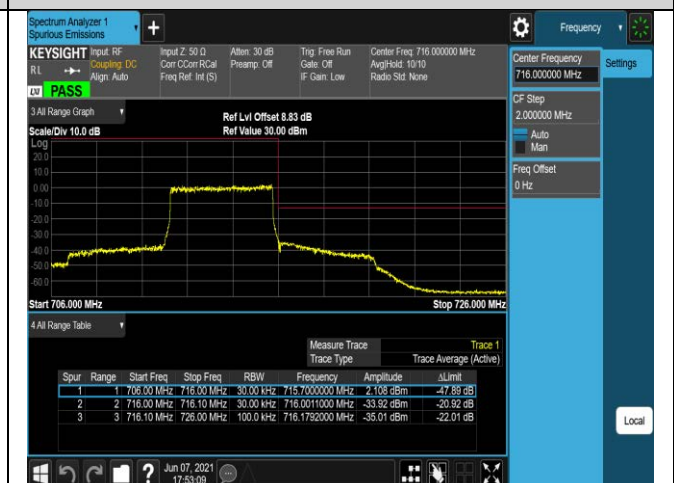 Spectrum Analyzer 1
Spurious Emissions
+
Frequency
KEYSIGHT Input: RF Input Z: 50 Ω Atten: 30 dB Trig: Free Run Center Freq: 716.000000 MHz
RL Coupling: DC Corr CCorr RCal Preamp: Off Gate: Off Avg|Hold: 10/10
Align: Auto Freq Ref: Int (S) IF Gain: Low Radio Std: None
LXI PASS
Center Frequency
716.000000 MHz
Settings
CF Step
2.000000 MHz
Auto
Man
Freq Offset
0 Hz
3 All Range Graph
Ref Lvl Offset 8.83 dB
Scale/Div 10.0 dB Ref Value 30.00 dBm
Log
20.0
10.0
0.00
-10.0
-20.0
-30.0
-40.0
-50.0
-60.0
Start 706.000 MHz Stop 726.000 MHz
4 All Range Table
Measure Trace Trace 1
Trace Type Trace Average (Active)
Spur Range Start Freq Stop Freq RBW Frequency Amplitude ΔLimit
1 1 706.00 MHz 716.00 MHz 30.00 kHz 715.7000000 MHz 2.108 dBm -47.89 dB
2 2 716.00 MHz 716.10 MHz 30.00 kHz 716.0011000 MHz -33.92 dBm -20.92 dB
3 3 716.10 MHz 726.00 MHz 100.0 kHz 716.1792000 MHz -35.01 dBm -22.01 dB
Local
? Jun 07, 2021
17:53:09